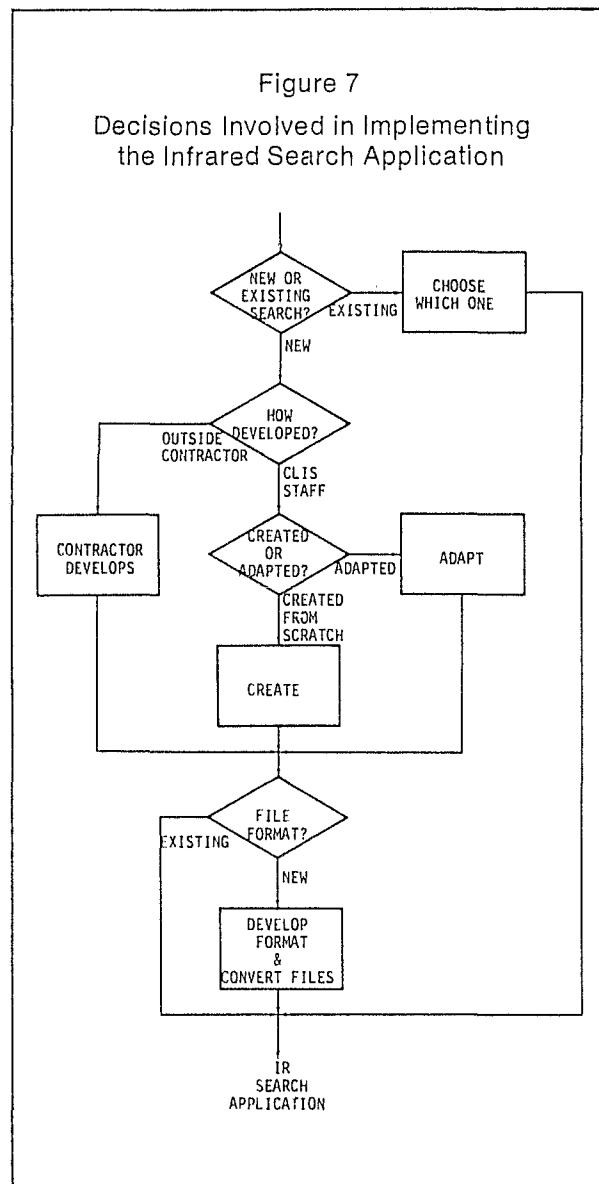 Figure 7
Decisions Involved in Implementing
the Infrared Search Application
NEW OR
EXISTING
SEARCH?
EXISTING
CHOOSE
WHICH ONE
NEW
HOW
DEVELOPED?
OUTSIDE
CONTRACTOR
CLIS
STAFF
CONTRACTOR
DEVELOPS
CREATED
OR
ADAPTED?
ADAPTED
ADAPT
CREATED
FROM
SCRATCH
CREATE
FILE
FORMAT?
EXISTING
NEW
DEVELOP
FORMAT
&
CONVERT FILES
IR
SEARCH
APPLICATION